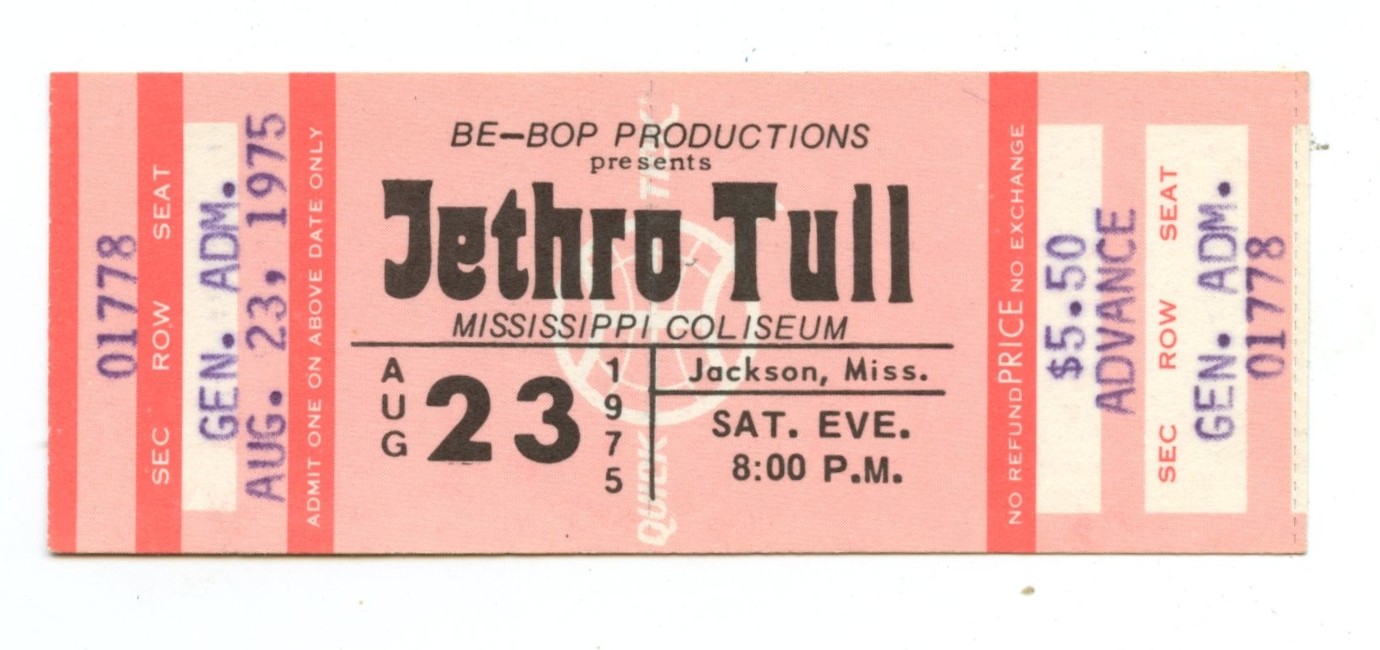 01778
SEC ROW SEAT
GEN. ADM.
AUG. 23, 1975
ADMIT ONE ON ABOVE DATE ONLY
BE-BOP PRODUCTIONS
presents
Jethro Tull
MISSISSIPPI COLISEUM
AUG 23 1975
Jackson, Miss.
SAT. EVE.
8:00 P.M.
QUICK TICK
NO REFUND PRICE NO EXCHANGE
$5.50
ADVANCE
SEC ROW SEAT
GEN. ADM.
01778